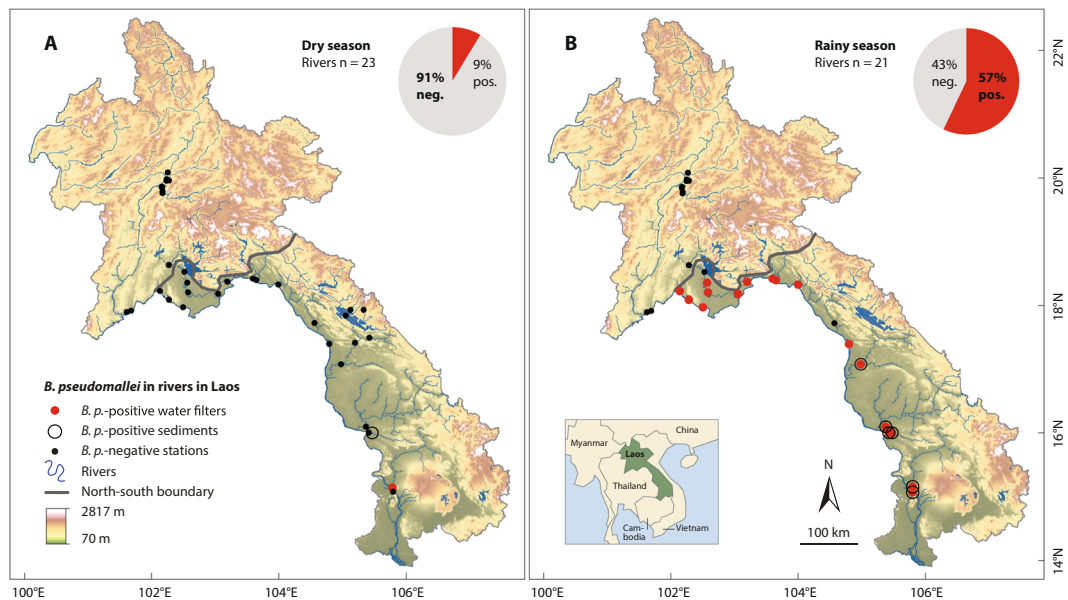 A
Dry season
Rivers n = 23
91%
neg.
9%
pos.
B. pseudomallei in rivers in Laos
B. p.-positive water filters
B. p.-positive sediments
B. p.-negative stations
Rivers
North-south boundary
2817 m
70 m
100°E
102°E
104°E
106°E
B
Rainy season
Rivers n = 21
43%
neg.
57%
pos.
Myanmar
China
Laos
Thailand
Cam-
bodia
Vietnam
N
100 km
22°N
20°N
18°N
16°N
14°N
100°E
102°E
104°E
106°E